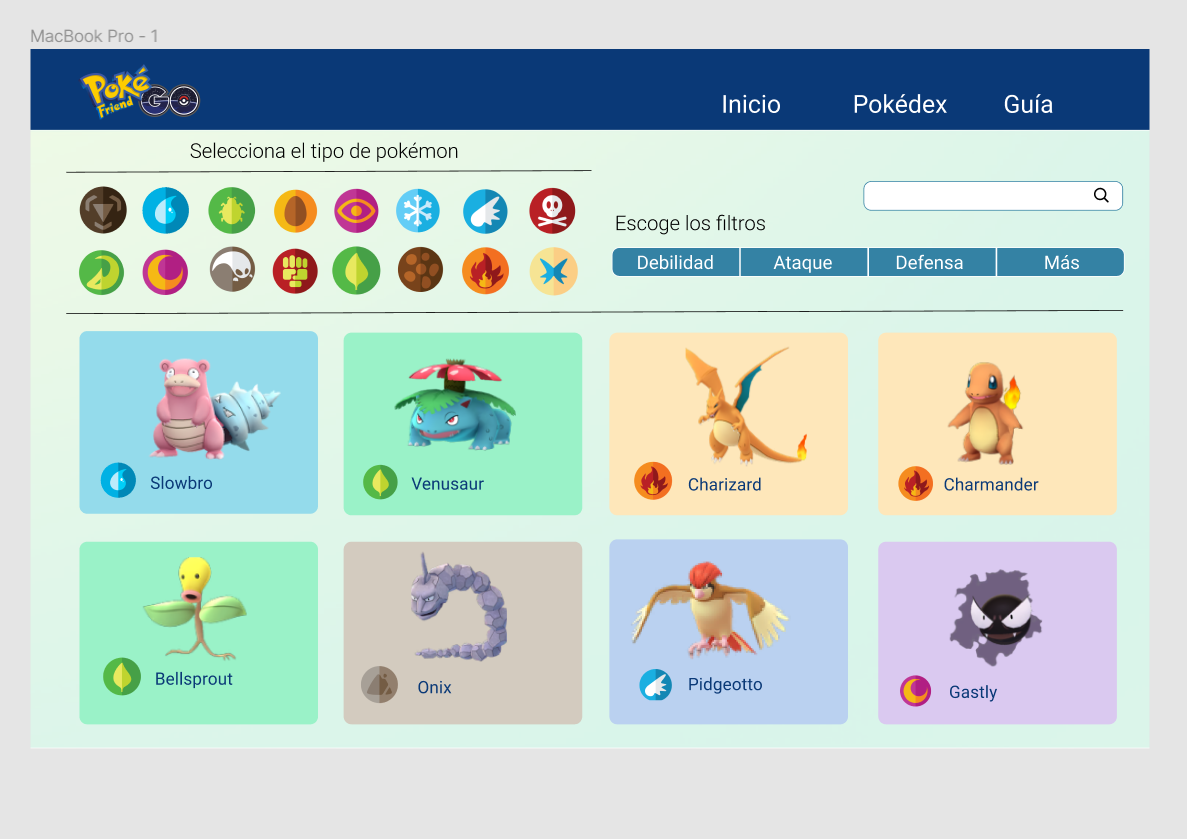 MacBook Pro - 1
Poké
Friend
GO
Inicio
Pokédex
Guía
Selecciona el tipo de pokémon
Escoge los filtros
Debilidad
Ataque
Defensa
Más
Slowbro
Venusaur
Charizard
Charmander
Bellsprout
Onix
Pidgeotto
Gastly